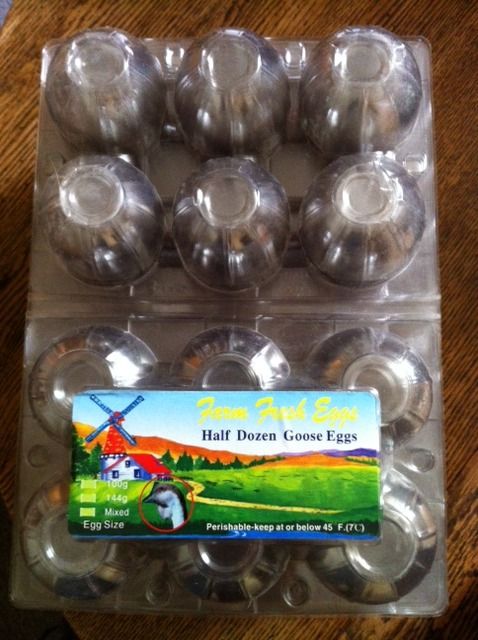 Farm Fresh Eggs
Half Dozen Goose Eggs
100g
144g
Mixed
Egg Size
Perishable-keep at or below 45 F.(7C)